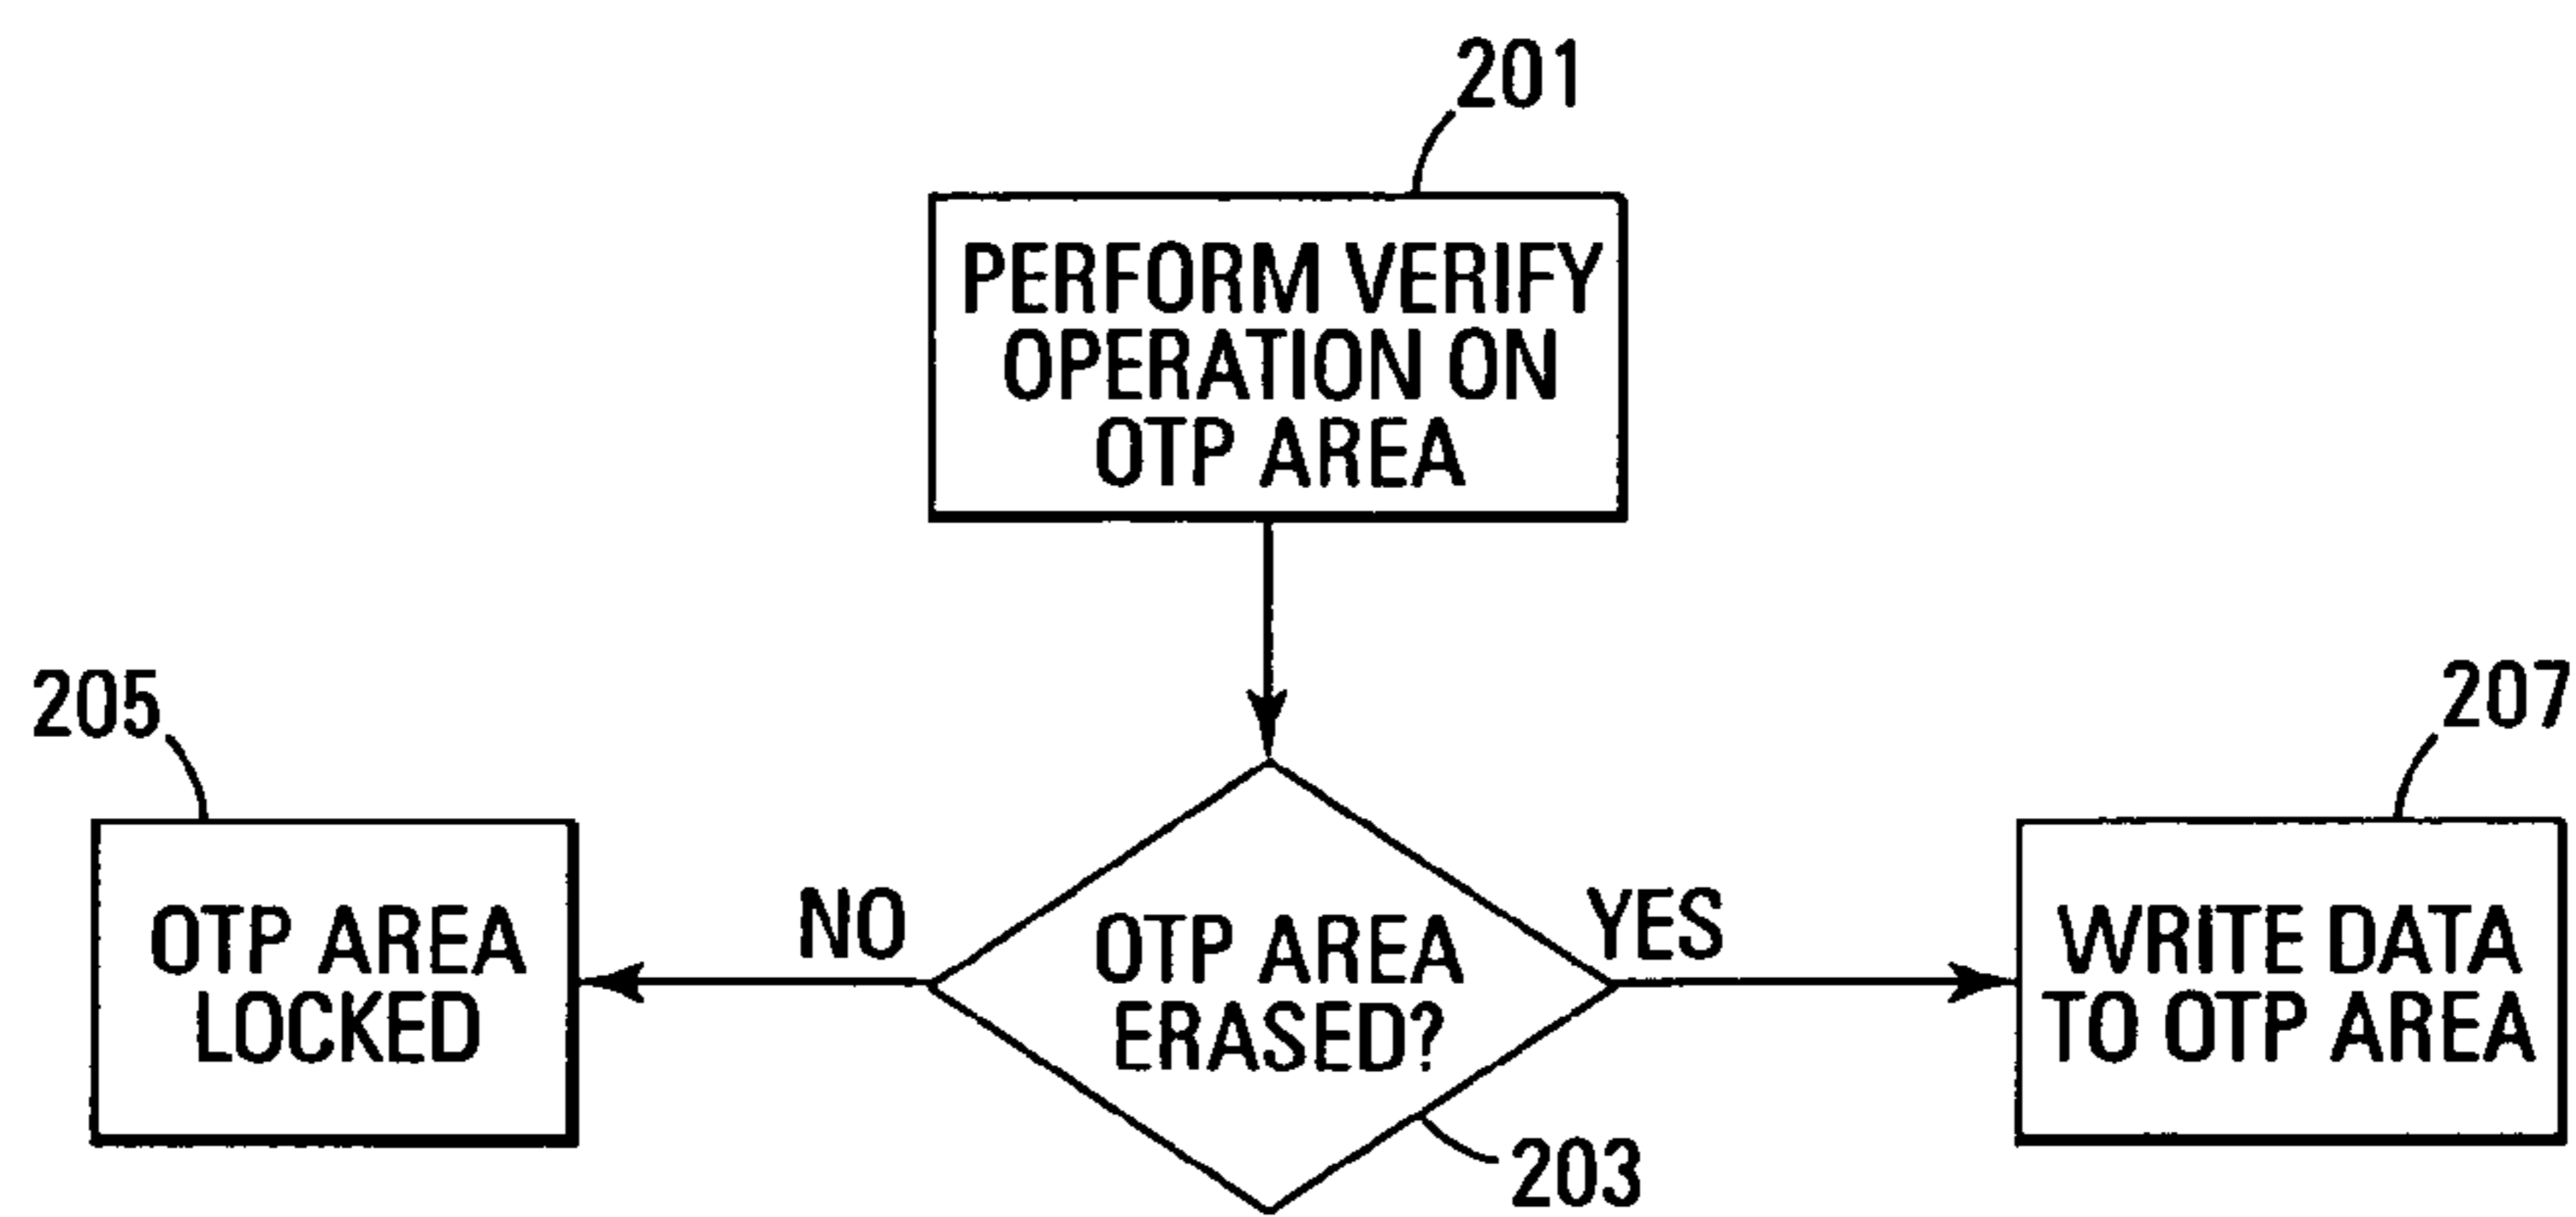 201
PERFORM VERIFY
OPERATION ON
OTP AREA
205
207
OTP AREA
LOCKED
NO
OTP AREA
ERASED?
YES
WRITE DATA
TO OTP AREA
203